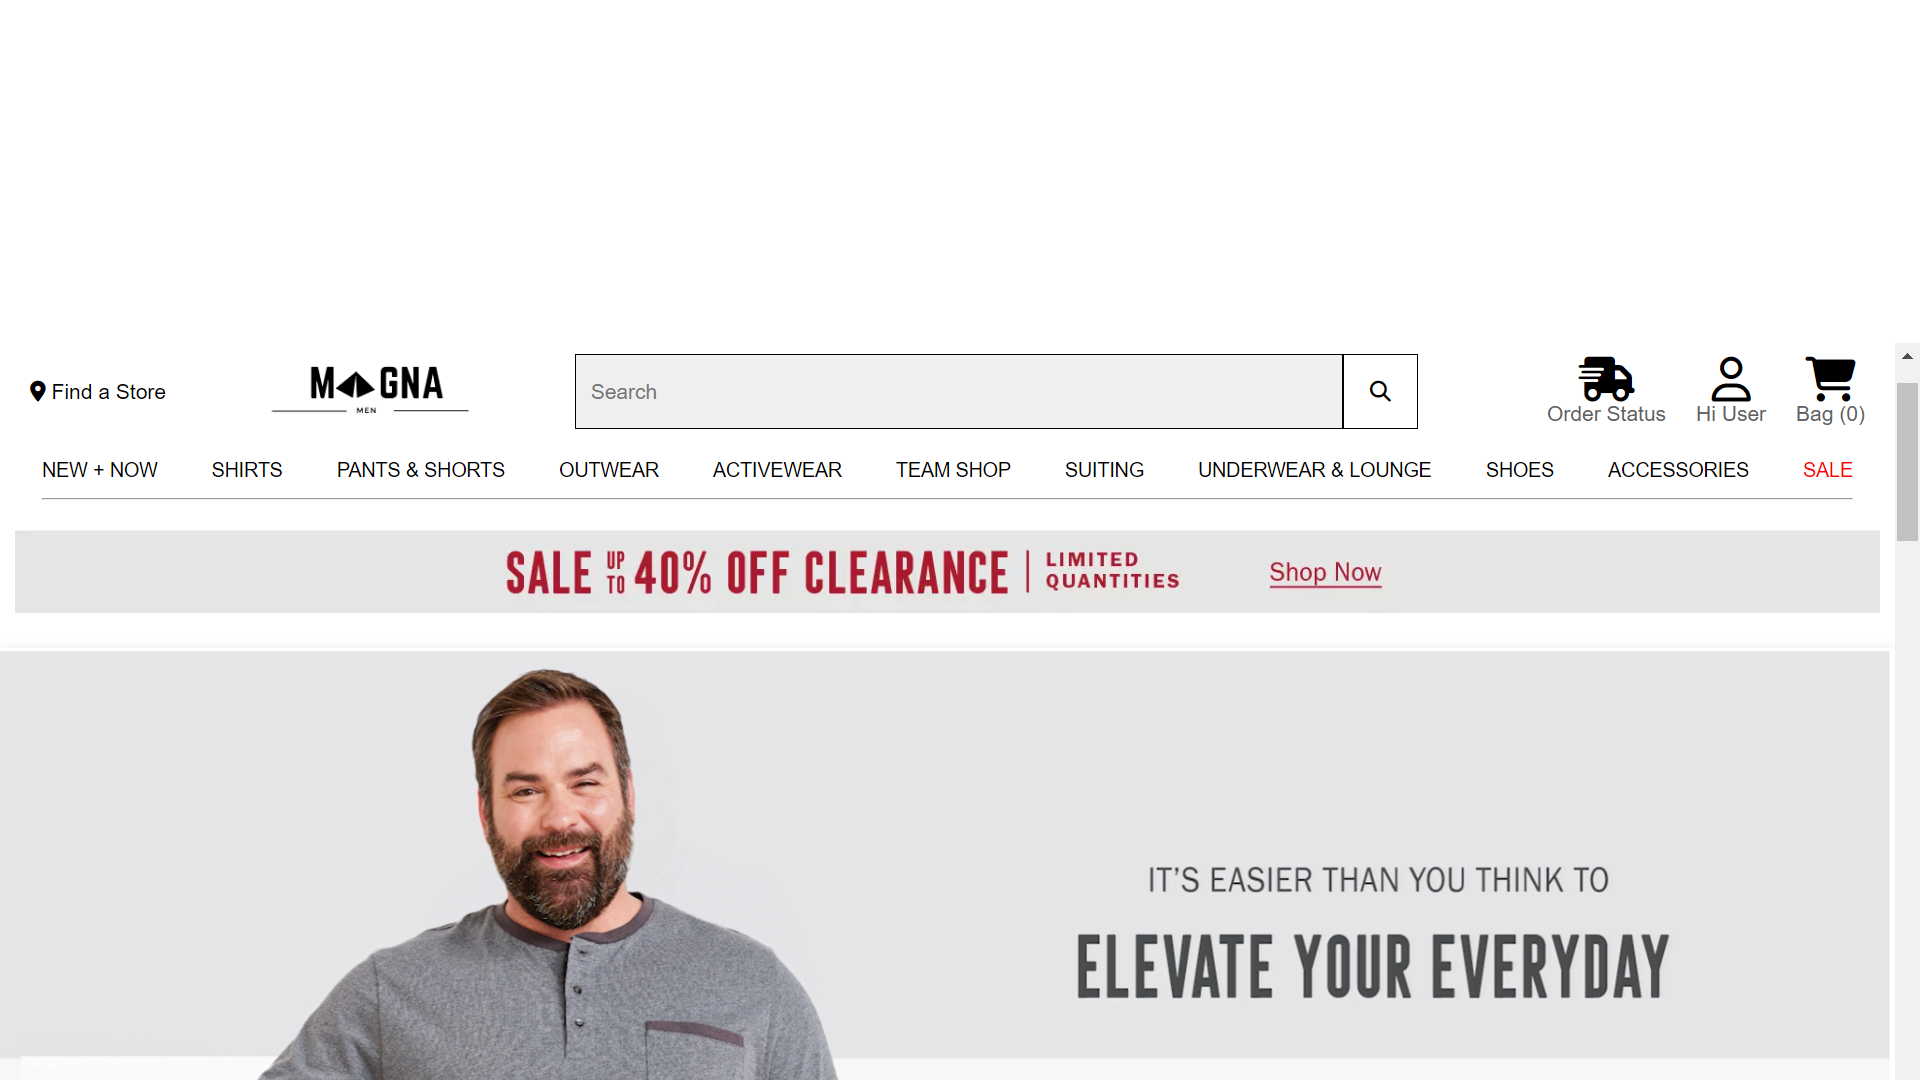 Find a Store
M GNA
MEN
Search
Order Status
Hi User
Bag (0)
NEW + NOW SHIRTS PANTS & SHORTS OUTWEAR ACTIVEWEAR TEAM SHOP SUITING UNDERWEAR & LOUNGE SHOES ACCESSORIES SALE
SALE UP TO 40% OFF CLEARANCE | LIMITED QUANTITIES Shop Now
IT'S EASIER THAN YOU THINK TO
ELEVATE YOUR EVERYDAY